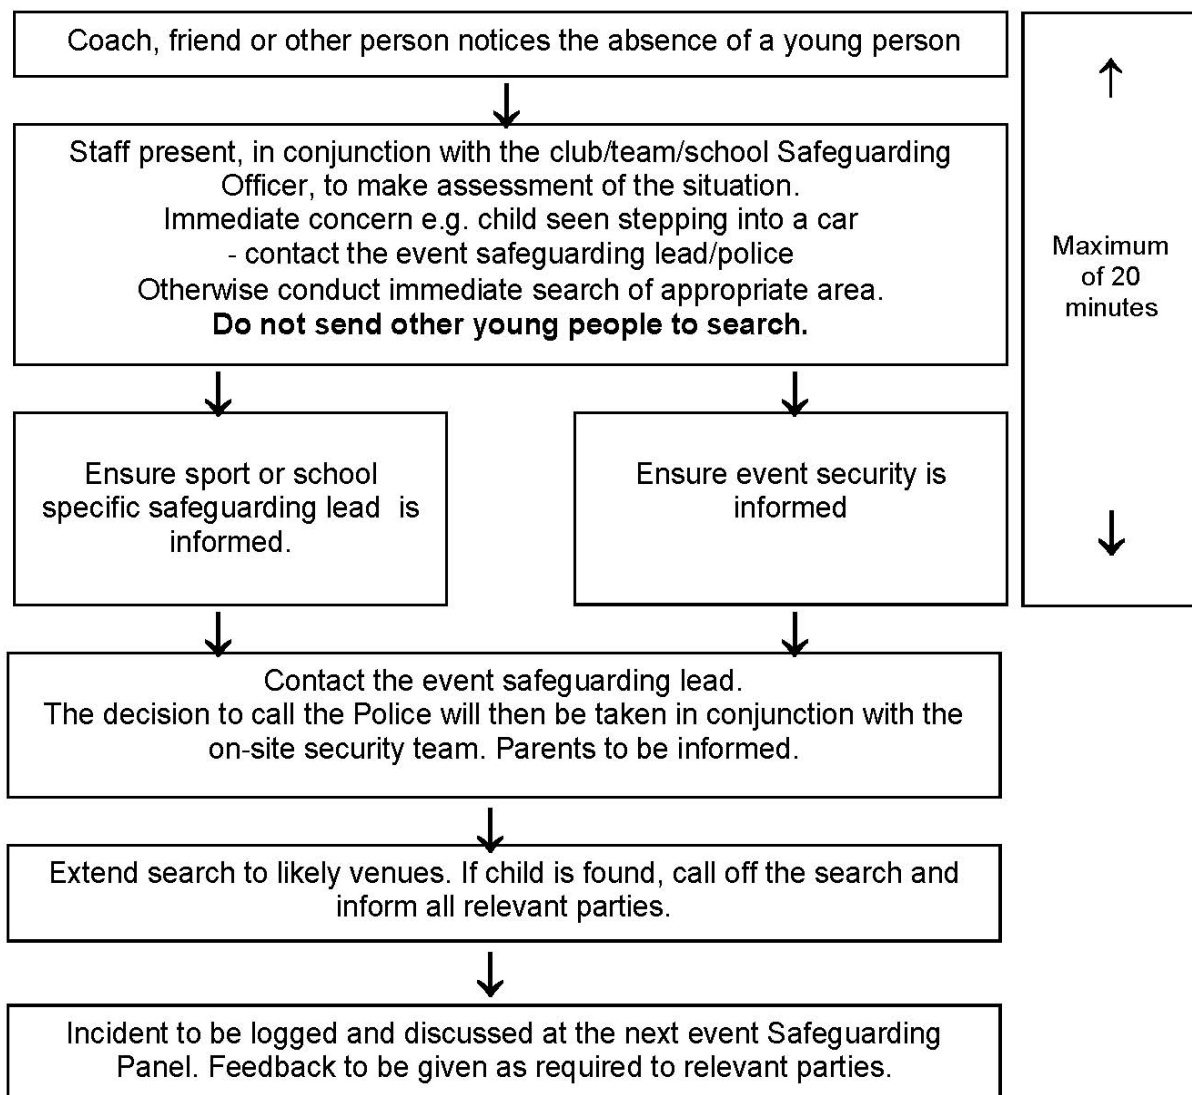 Coach, friend or other person notices the absence of a young person
Staff present, in conjunction with the club/team/school Safeguarding
Officer, to make assessment of the situation.
Immediate concern e.g. child seen stepping into a car
- contact the event safeguarding lead/police
Otherwise conduct immediate search of appropriate area.
Do not send other young people to search.
Maximum
of 20
minutes
Ensure sport or school
specific safeguarding lead is
informed.
Ensure event security is
informed
Contact the event safeguarding lead.
The decision to call the Police will then be taken in conjunction with the
on-site security team. Parents to be informed.
Extend search to likely venues. If child is found, call off the search and
inform all relevant parties.
Incident to be logged and discussed at the next event Safeguarding
Panel. Feedback to be given as required to relevant parties.